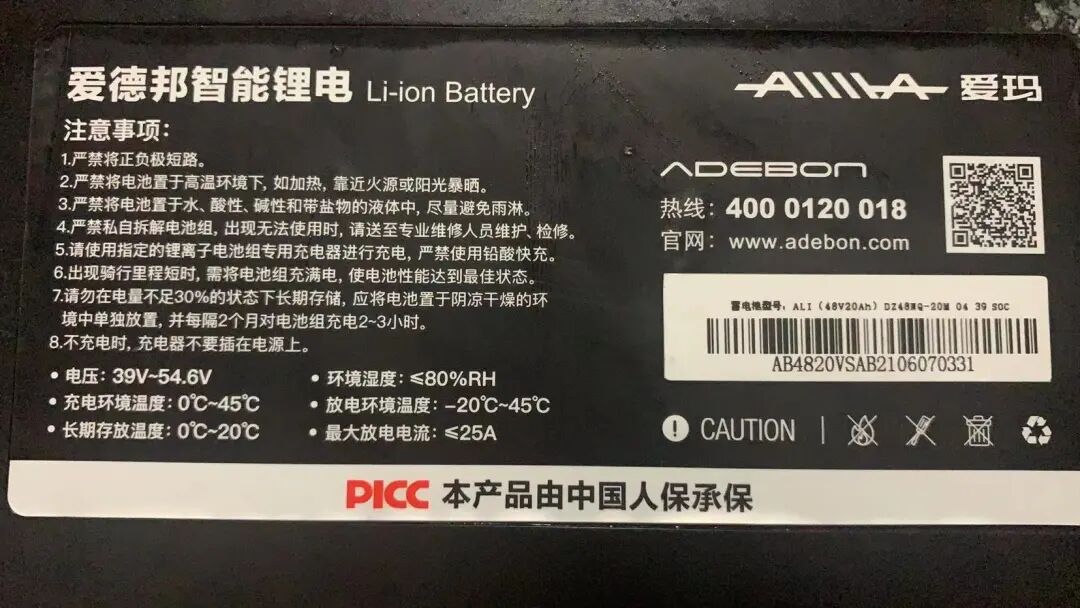 爱德邦智能锂电 Li-ion Battery
AIMA 爱玛
注意事项：
1.严禁将正负极短路。
2.严禁将电池置于高温环境下, 如加热, 靠近火源或阳光暴晒。
3.严禁将电池置于水、酸性、碱性和带盐物的液体中, 尽量避免雨淋。
4.严禁私自拆解电池组, 出现无法使用时, 请送至专业维修人员维护、检修。
5.请使用指定的锂离子电池组专用充电器进行充电, 严禁使用铅酸快充。
6.出现骑行里程短时, 需将电池组充满电, 使电池性能达到最佳状态。
7.请勿在电量不足30%的状态下长期存储, 应将电池置于阴凉干燥的环
境中单独放置, 并每隔2个月对电池组充电2~3小时。
8.不充电时, 充电器不要插在电源上。
• 电压: 39V~54.6V
• 环境湿度: ≤80%RH
• 充电环境温度: 0℃~45℃
• 放电环境温度: -20℃~45℃
• 长期存放温度: 0℃~20℃
• 最大放电电流: ≤25A
ADEBON
热线: 400 0120 018
官网: www.adebon.com
蓄电池型号: ALI (48V20Ah) DZ48MQ-20M 04 39 SOC
AB4820VSAB2106070331
CAUTION
PICC 本产品由中国人保承保